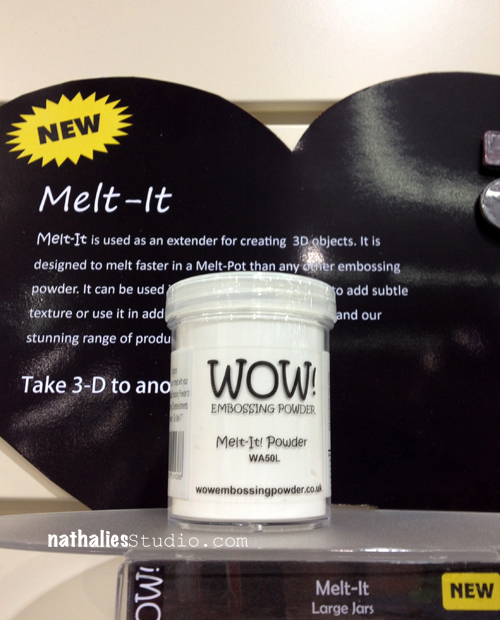 NEW
Melt-It
Melt-It is used as an extender for creating 3D objects. It is
designed to melt faster in a Melt-Pot than any other embossing
powder. It can be used to add subtle
texture or use it in add and our
stunning range of produ
Take 3-D to ano
WOW!
EMBOSSING POWDER.
Melt-It! Powder
WA50L
wowembossingpowder.co.uk
nathaliesstudio.com
WOW!
Melt-It
Large Jars
NEW